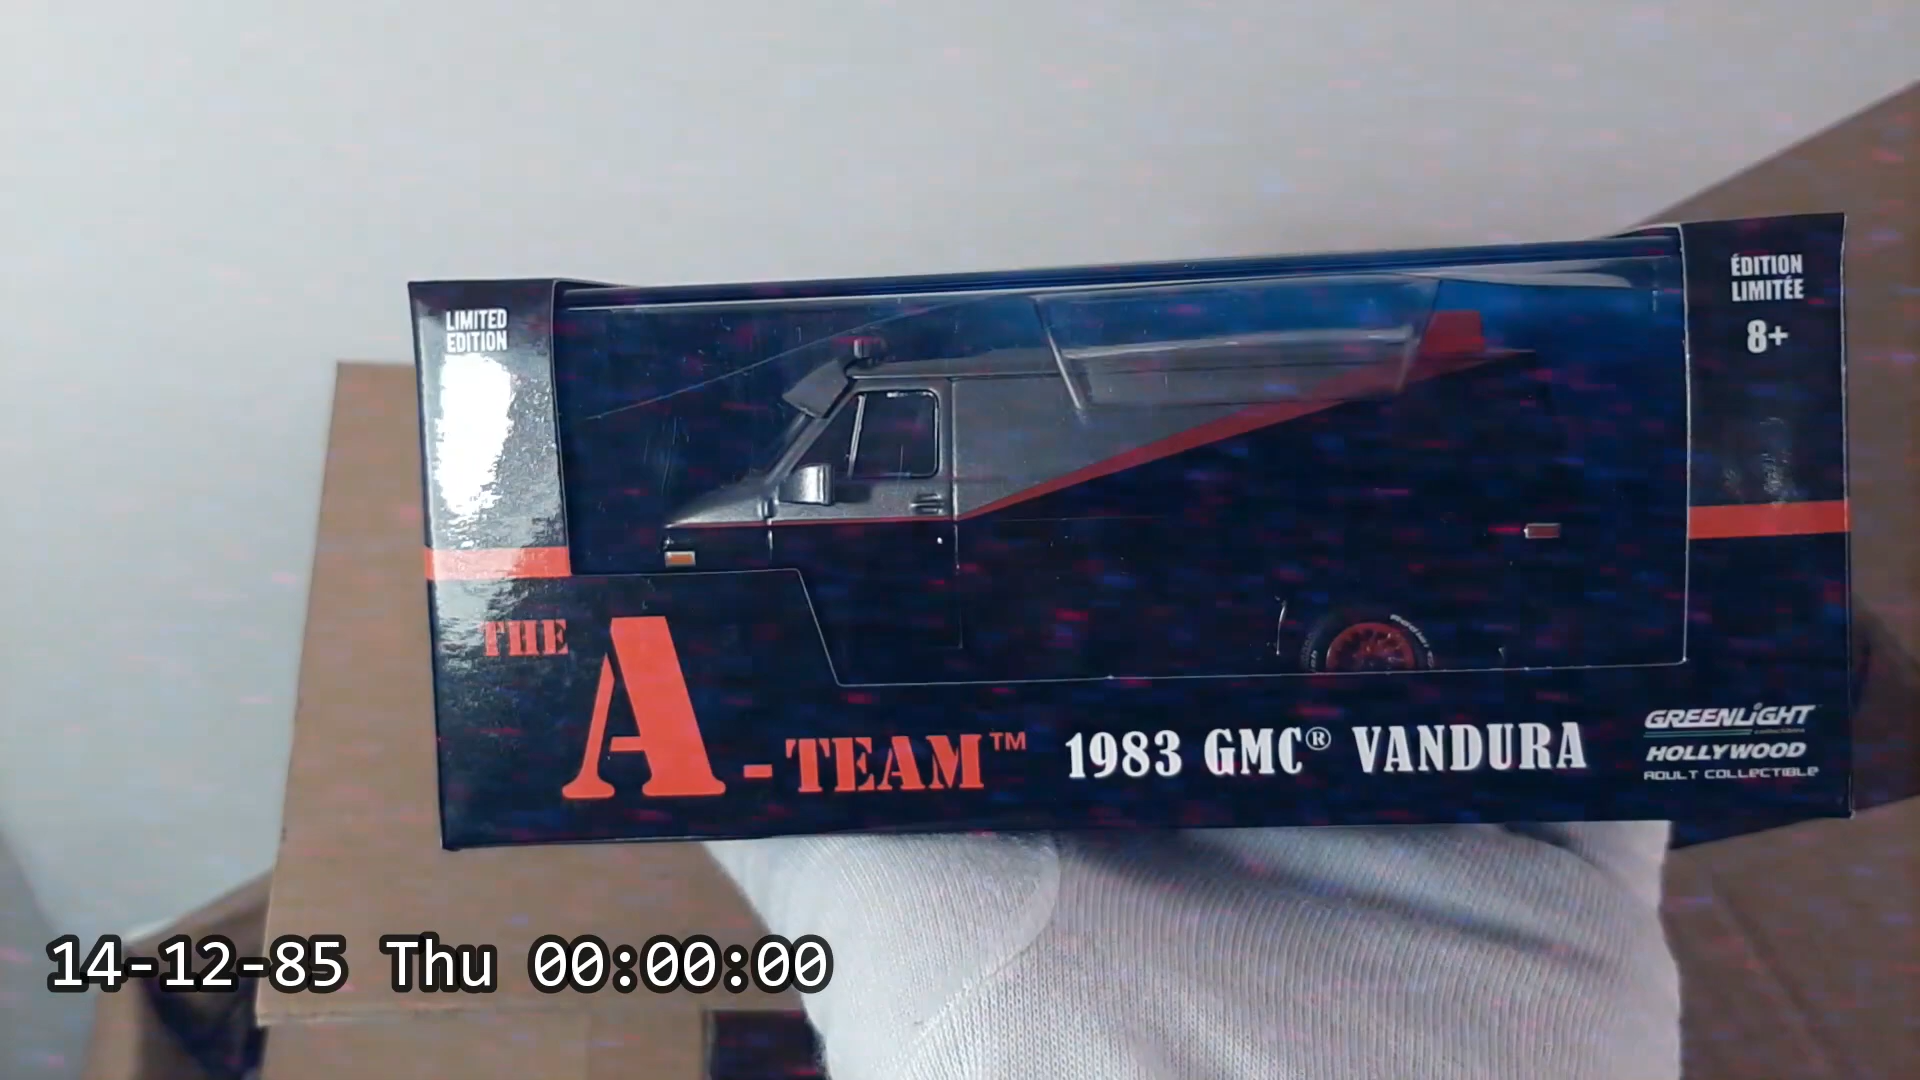 LIMITED
EDITION
ÉDITION
LIMITÉE
8+
THE A-TEAM™
1983 GMC® VANDURA
GREENLIGHT
collectibles
HOLLYWOOD
ADULT COLLECTIBLE
14-12-85 Thu 00:00:00